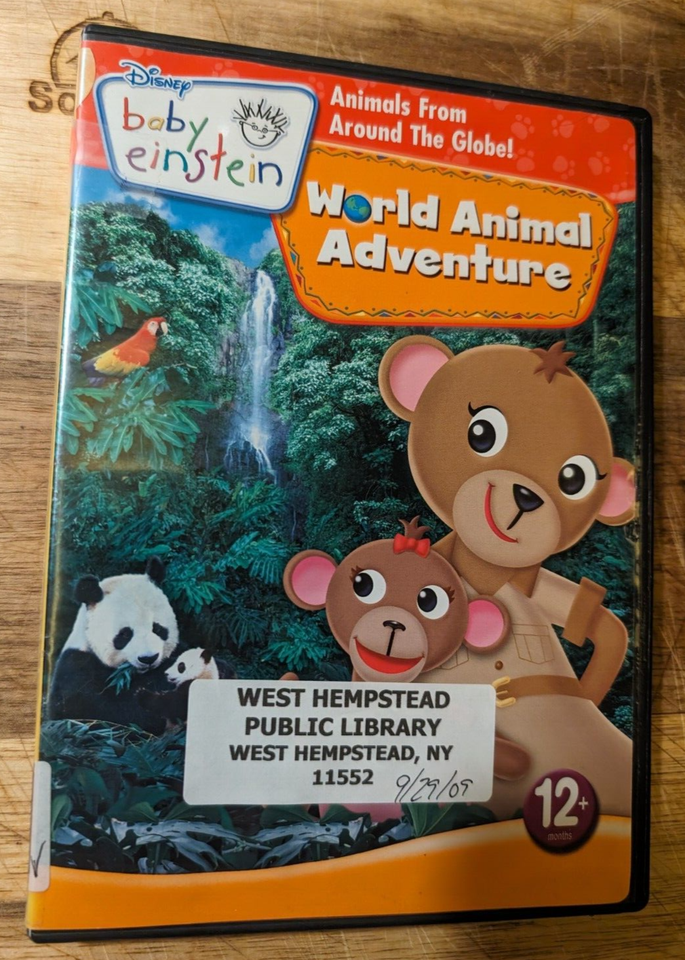 Disney
baby
einstein
Animals From
Around The Globe!
World Animal
Adventure
WEST HEMPSTEAD
PUBLIC LIBRARY
WEST HEMPSTEAD, NY
11552 9/29/09
12+
months